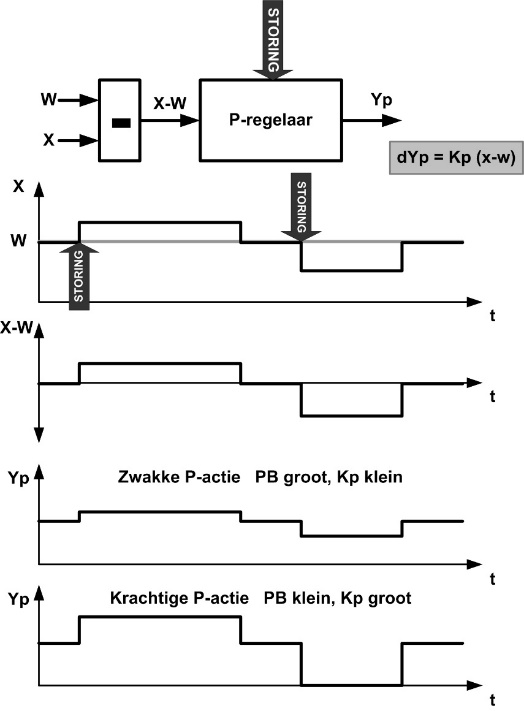 STORING
W
X-W
P-regelaar
Yp
X
dYp = Kp (x-w)
X
STORING
W
STORING
t
X-W
t
Yp
Zwakke P-actie PB groot, Kp klein
t
Yp
Krachtige P-actie PB klein, Kp groot
t